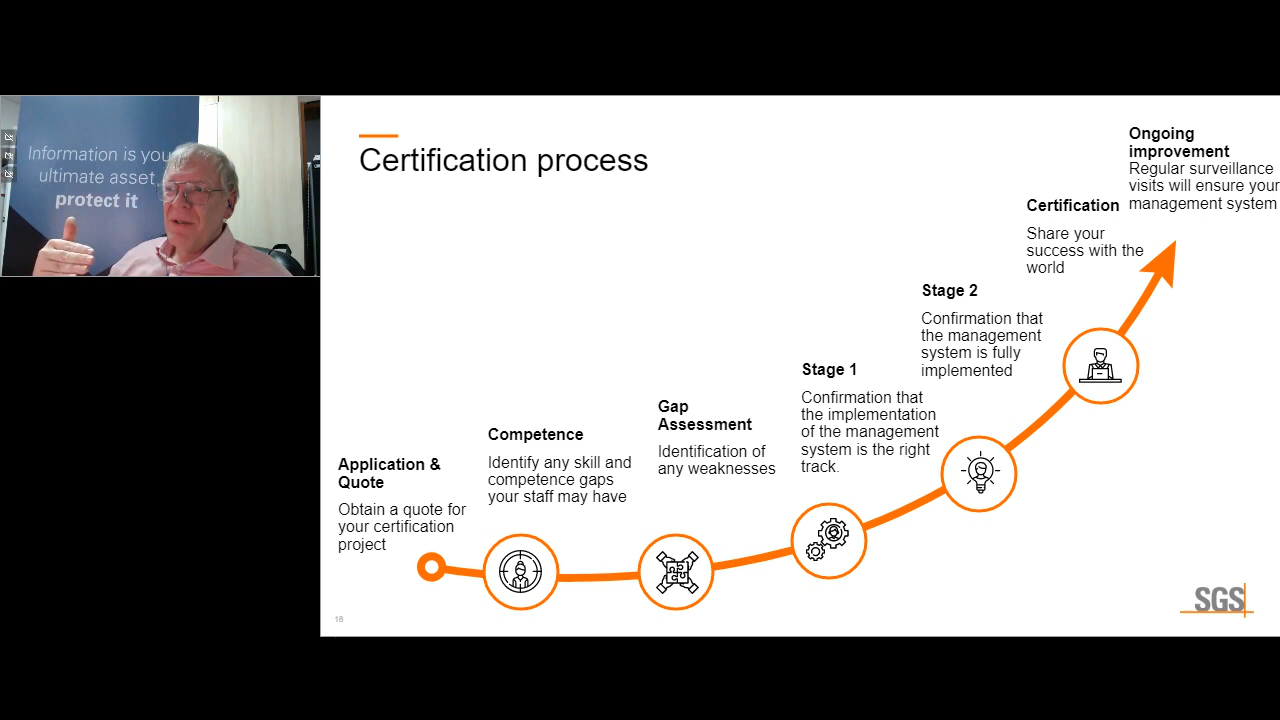 Information is you
ultimate asset.
protect it
Certification process
Application &
Quote
Obtain a quote for
your certification
project
Competence
Identify any skill and
competence gaps
your staff may have
Gap
Assessment
Identification of
any weaknesses
Stage 1
Confirmation that
the implementation
of the management
system is the right
track.
Stage 2
Confirmation that
the management
system is fully
implemented
Certification
Share your
success with the
world
Ongoing
improvement
Regular surveillance
visits will ensure your
management system
18
SGS